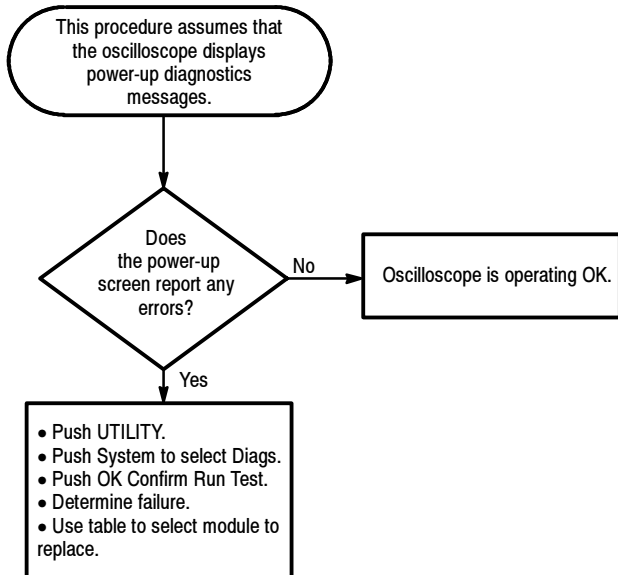 This procedure assumes that
the oscilloscope displays
power-up diagnostics
messages.
Does
the power-up
screen report any
errors?
No
Oscilloscope is operating OK.
Yes
● Push UTILITY.
● Push System to select Diags.
● Push OK Confirm Run Test.
● Determine failure.
● Use table to select module to
replace.